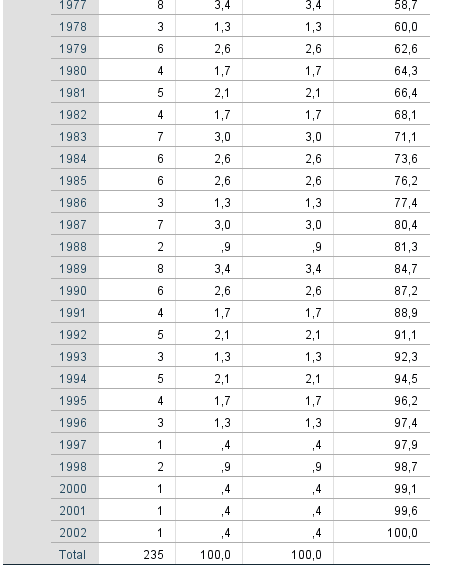 1977 8 3,4 3,4 58,7
1978 3 1,3 1,3 60,0
1979 6 2,6 2,6 62,6
1980 4 1,7 1,7 64,3
1981 5 2,1 2,1 66,4
1982 4 1,7 1,7 68,1
1983 7 3,0 3,0 71,1
1984 6 2,6 2,6 73,6
1985 6 2,6 2,6 76,2
1986 3 1,3 1,3 77,4
1987 7 3,0 3,0 80,4
1988 2 ,9 ,9 81,3
1989 8 3,4 3,4 84,7
1990 6 2,6 2,6 87,2
1991 4 1,7 1,7 88,9
1992 5 2,1 2,1 91,1
1993 3 1,3 1,3 92,3
1994 5 2,1 2,1 94,5
1995 4 1,7 1,7 96,2
1996 3 1,3 1,3 97,4
1997 1 ,4 ,4 97,9
1998 2 ,9 ,9 98,7
2000 1 ,4 ,4 99,1
2001 1 ,4 ,4 99,6
2002 1 ,4 ,4 100,0
Total 235 100,0 100,0